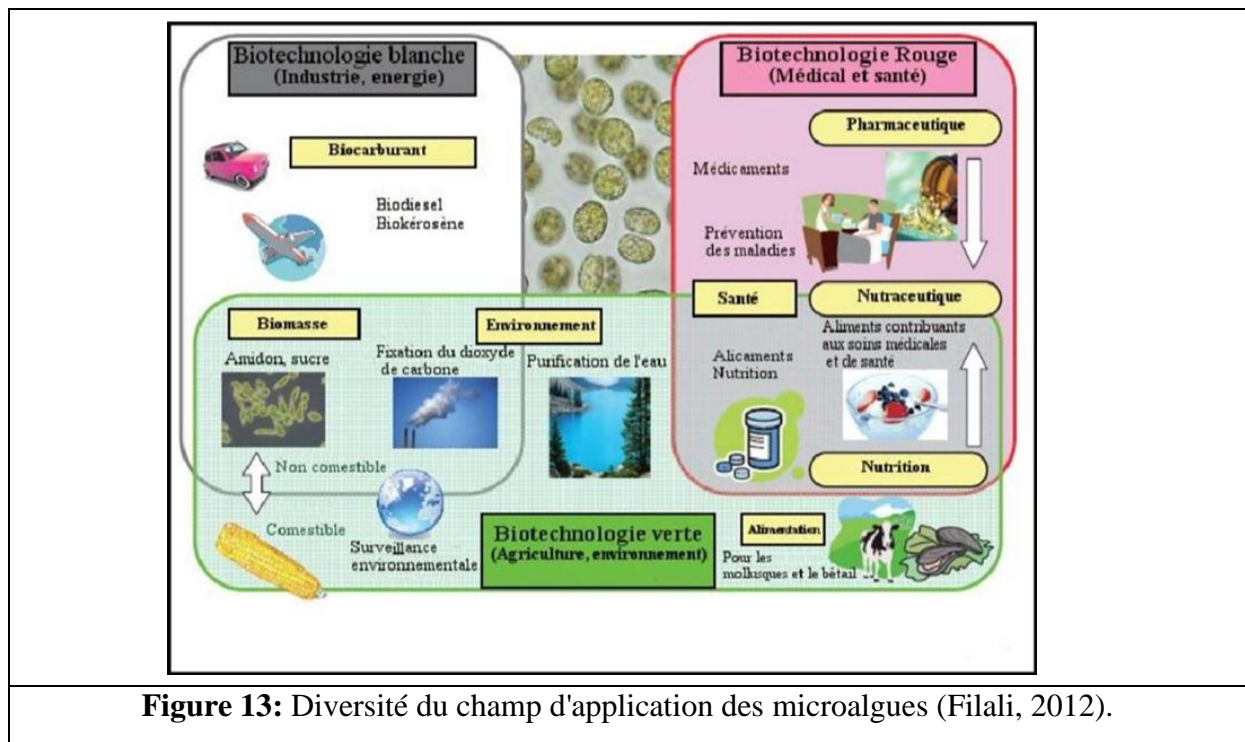 Biotechnologie blanche
(Industrie, energie)
Biocarburant
Biodiesel
Biokérosène
Biotechnologie Rouge
(Médical et santé)
Pharmaceutique
Médicaments
Prévention
des maladies
Santé
Nutraceutique
Aliments contribuants
aux soins médicales
et de santé
Alicaments
Nutrition
Nutrition
Biomasse
Amidon, sucre
Environnement
Fixation du dioxyde
de carbone
Purification de l'eau
Non comestible
Comestible
Surveillance
environnementale
Biotechnologie verte
(Agriculture, environnement)
Alimentation
Pour les
mollusques et le bétail
Figure 13: Diversité du champ d'application des microalgues (Filali, 2012).